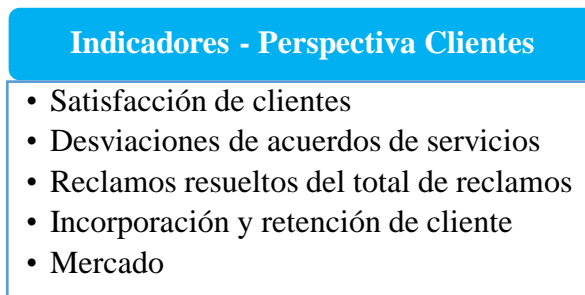 Indicadores - Perspectiva Clientes
• Satisfacción de clientes
• Desviaciones de acuerdos de servicios
• Reclamos resueltos del total de reclamos
• Incorporación y retención de cliente
• Mercado